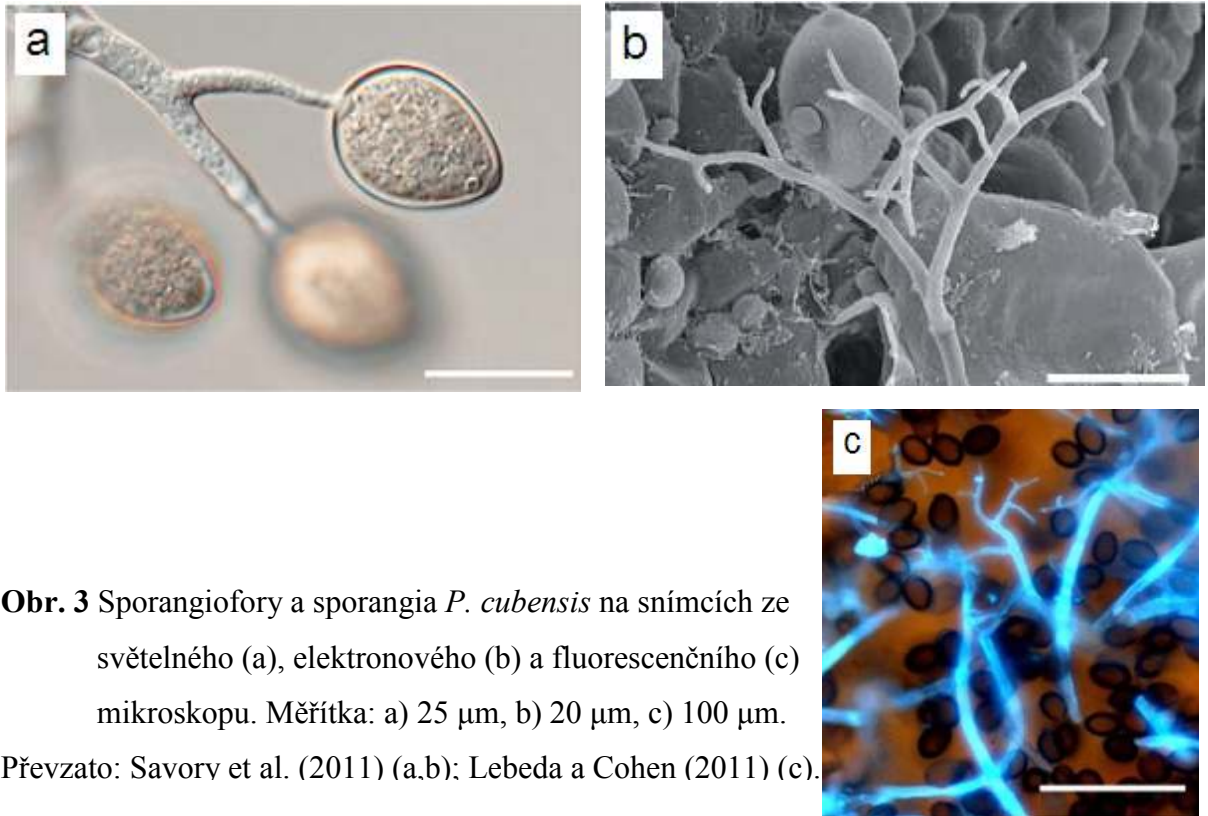 a
b
c
Obr. 3 Sporangiofory a sporangia P. cubensis na snímcích ze
světelného (a), elektronového (b) a fluorescenčního (c)
mikroskopu. Měřítka: a) 25 μm, b) 20 μm, c) 100 μm.
Převzato: Savory et al. (2011) (a,b); Lebeda a Cohen (2011) (c).